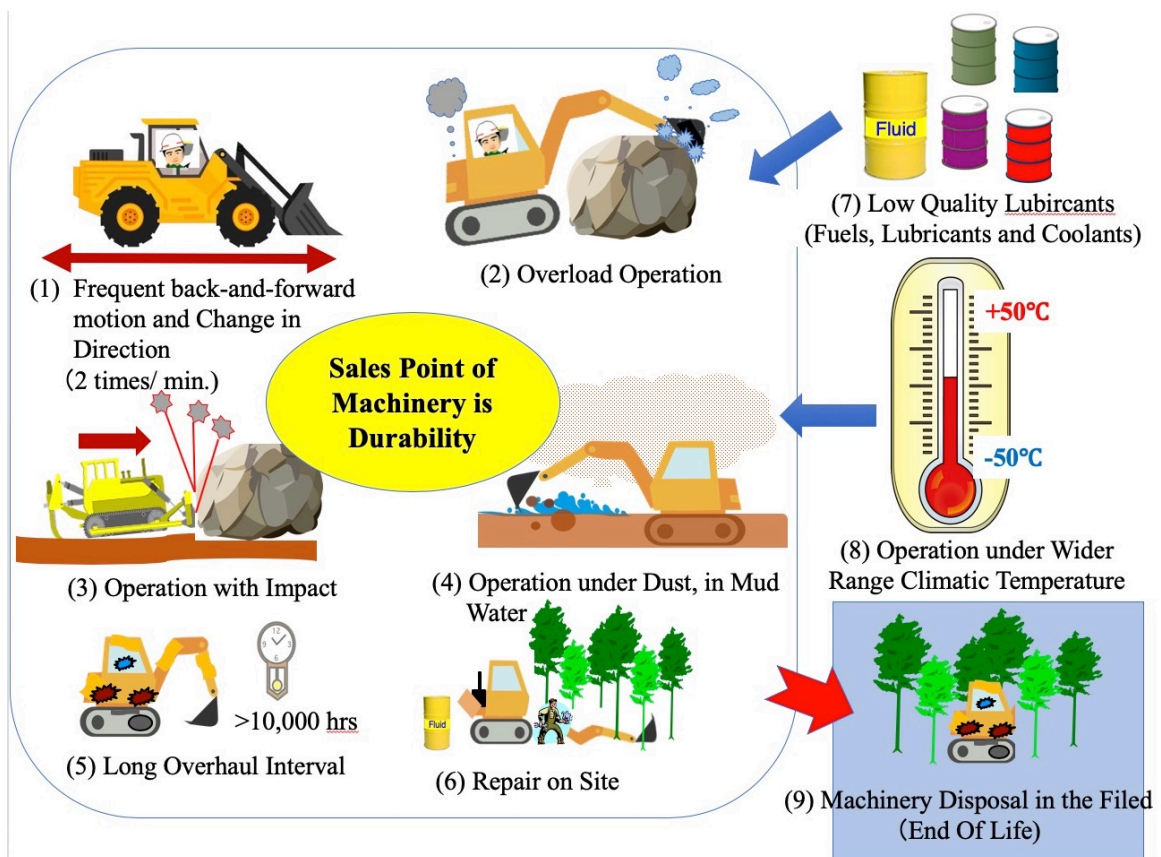 (1) Frequent back-and-forward
motion and Change in
Direction
(2 times/ min.)
(2) Overload Operation
Fluid
(7) Low Quality Lubircants
(Fuels, Lubricants and Coolants)
Sales Point of
Machinery is
Durability
+50℃
-50℃
(3) Operation with Impact
(4) Operation under Dust, in Mud
Water
(8) Operation under Wider
Range Climatic Temperature
>10,000 hrs
(5) Long Overhaul Interval
Fluid
(6) Repair on Site
(9) Machinery Disposal in the Filed
(End Of Life)